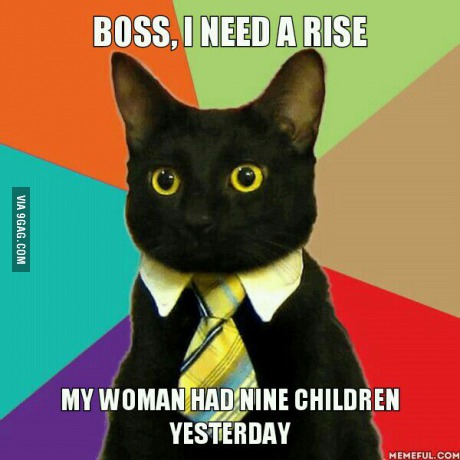 BOSS, I NEED A RISE
VIA 9GAG.COM
MY WOMAN HAD NINE CHILDREN
YESTERDAY
MEMEFUL.COM